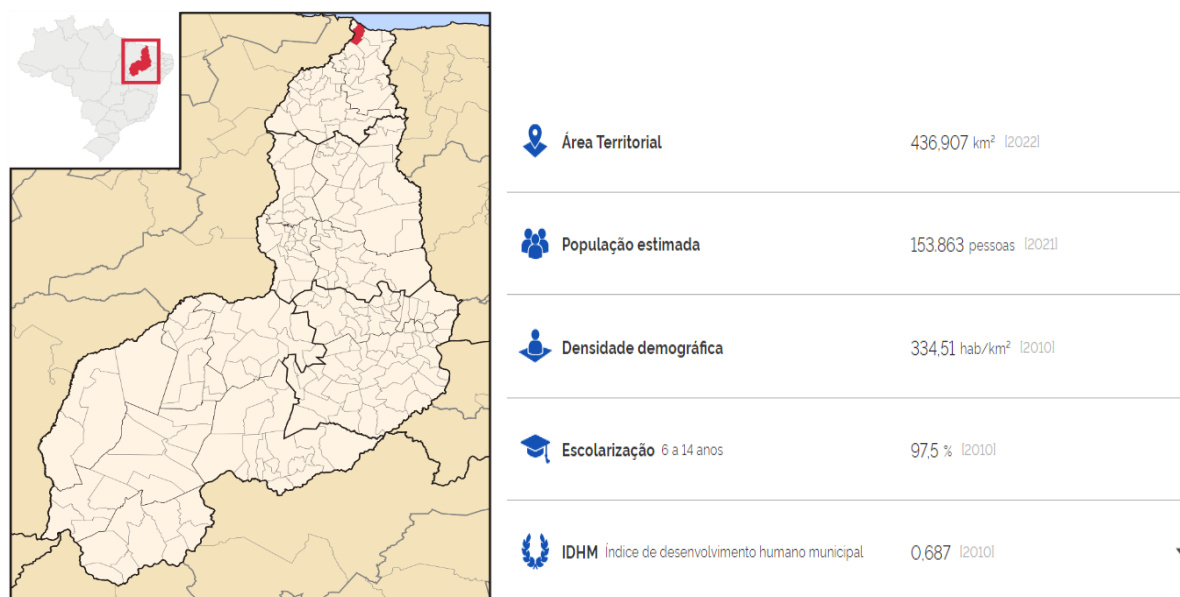 Área Territorial 436,907 km² [2022]
População estimada 153.863 pessoas [2021]
Densidade demográfica 334,51 hab/km² [2010]
Escolarização 6 a 14 anos 97,5 % [2010]
IDHM Índice de desenvolvimento humano municipal 0,687 [2010]